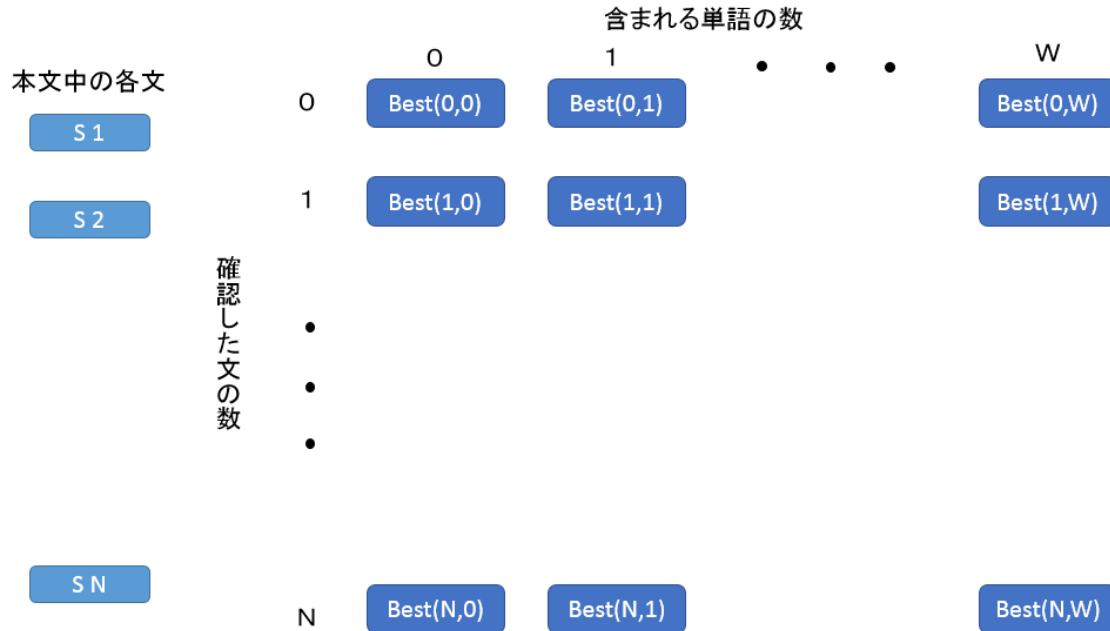 含まれる単語の数
0 1 W
本文中の各文
0 Best(0,0) Best(0,1) Best(0,W)
S 1
1 Best(1,0) Best(1,1) Best(1,W)
S 2
確認した文の数
S N
N Best(N,0) Best(N,1) Best(N,W)